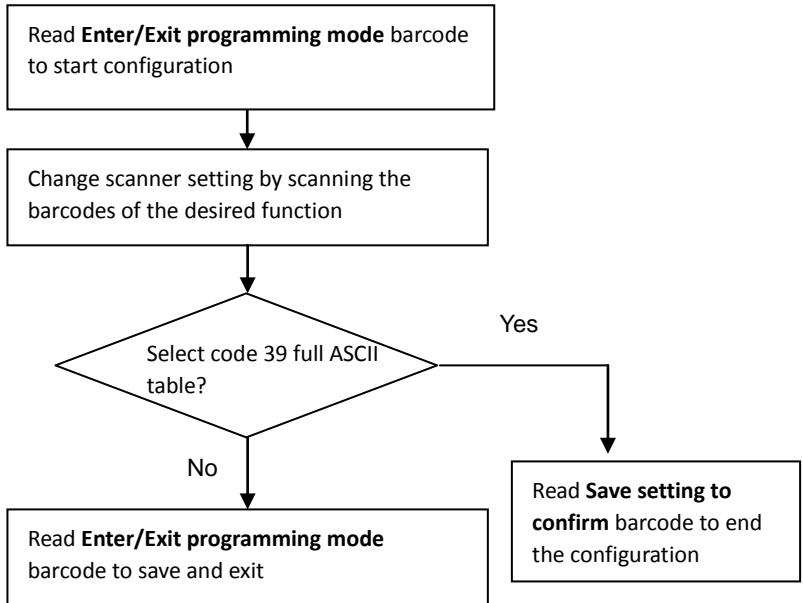 Read Enter/Exit programming mode barcode
to start configuration
Change scanner setting by scanning the
barcodes of the desired function
Select code 39 full ASCII
table?
Yes
No
Read Save setting to
confirm barcode to end
the configuration
Read Enter/Exit programming mode
barcode to save and exit